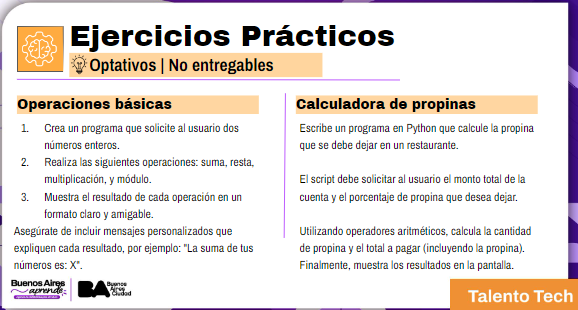 Ejercicios Prácticos
Optativos | No entregables
Operaciones básicas
1. Crea un programa que solicite al usuario dos
números enteros.
2. Realiza las siguientes operaciones: suma, resta,
multiplicación, y módulo.
3. Muestra el resultado de cada operación en un
formato claro y amigable.
Asegúrate de incluir mensajes personalizados que
expliquen cada resultado, por ejemplo: "La suma de tus
números es: X".
Calculadora de propinas
Escribe un programa en Python que calcule la propina
que se debe dejar en un restaurante.
El script debe solicitar al usuario el monto total de la
cuenta y el porcentaje de propina que desea dejar.
Utilizando operadores aritméticos, calcula la cantidad
de propina y el total a pagar (incluyendo la propina).
Finalmente, muestra los resultados en la pantalla.
Buenos Aires
aprende
BA
Buenos
Aires
Ciudad
Talento Tech